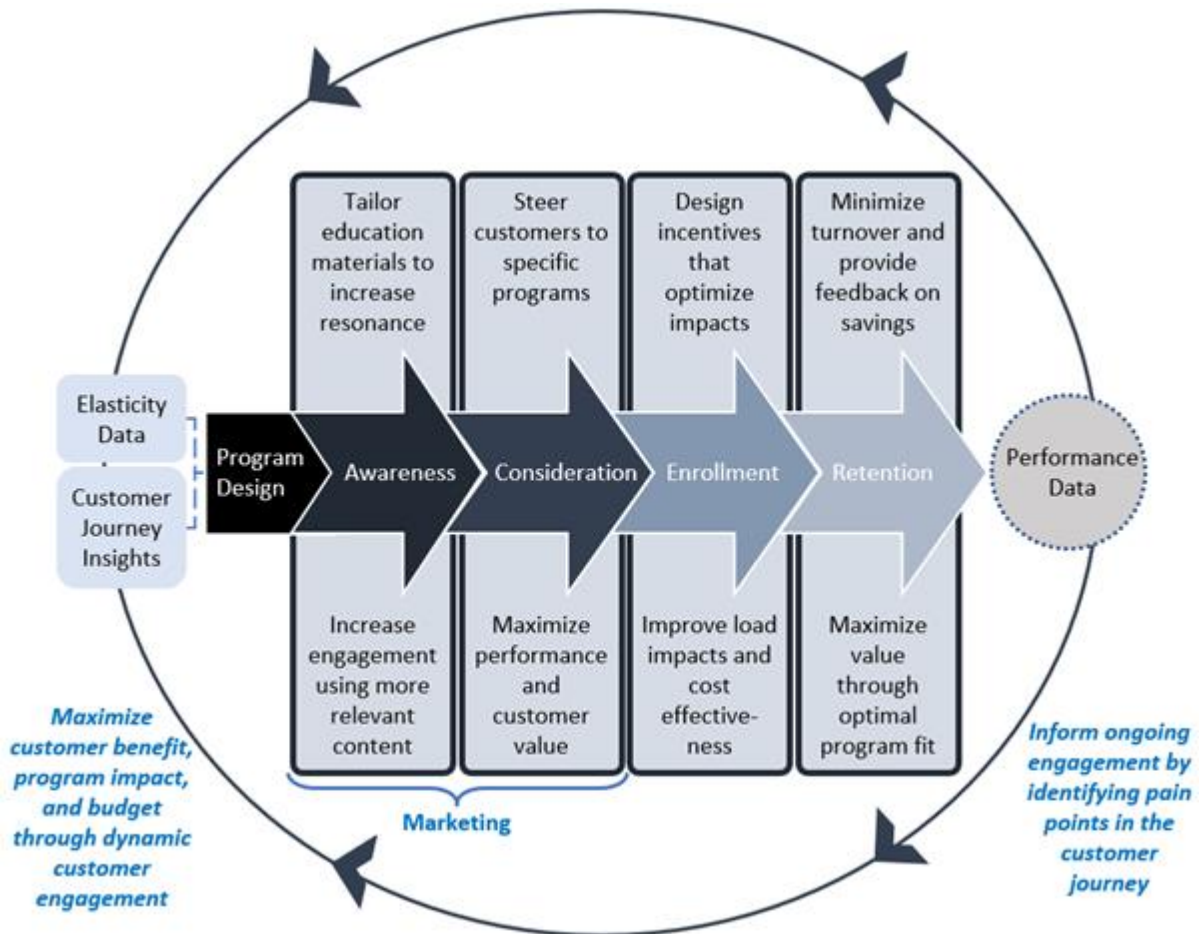 Tailor
education
materials to
increase
resonance
Steer
customers to
specific
programs
Design
incentives
that
optimize
impacts
Minimize
turnover and
provide
feedback on
savings
Elasticity
Data
Customer
Journey
Insights
Program
Design
Awareness
Consideration
Enrollment
Retention
Performance
Data
Increase
engagement
using more
relevant
content
Maximize
performance
and
customer
value
Improve load
impacts and
cost
effective-
ness
Maximize
value
through
optimal
program fit
Marketing
Maximize
customer benefit,
program impact,
and budget
through dynamic
customer
engagement
Inform ongoing
engagement by
identifying pain
points in the
customer
journey